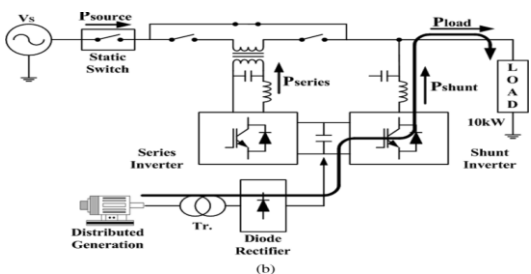 Vs
Psource
Static
Switch
Pseries
Pshunt
Pload
LOAD
10kW
Series
Inverter
Shunt
Inverter
Distributed
Generation
Tr.
Diode
Rectifier
(b)